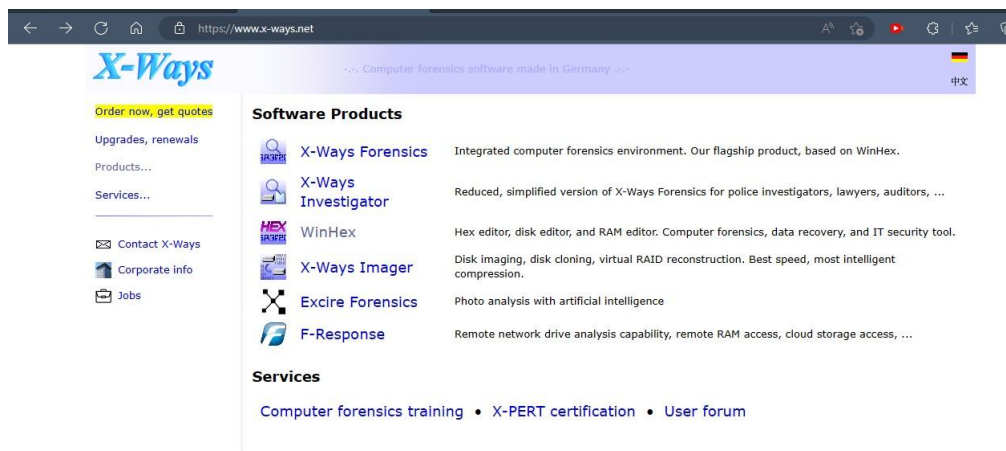 https://www.x-ways.net
X-Ways
-.-. Computer forensics software made in Germany .-.-
中文
Order now, get quotes
Upgrades, renewals
Products...
Services...
Contact X-Ways
Corporate info
Jobs
Software Products
X-Ways Forensics
Integrated computer forensics environment. Our flagship product, based on WinHex.
X-Ways
Investigator
Reduced, simplified version of X-Ways Forensics for police investigators, lawyers, auditors, ...
HEX
WinHex
Hex editor, disk editor, and RAM editor. Computer forensics, data recovery, and IT security tool.
X-Ways Imager
Disk imaging, disk cloning, virtual RAID reconstruction. Best speed, most intelligent
compression.
Excire Forensics
Photo analysis with artificial intelligence
F-Response
Remote network drive analysis capability, remote RAM access, cloud storage access, ...
Services
Computer forensics training • X-PERT certification • User forum